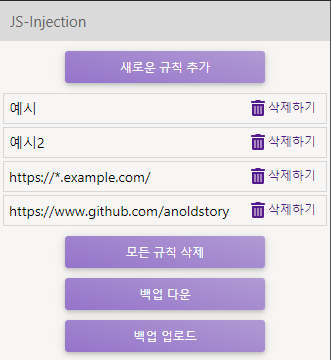 JS-Injection
새로운 규칙 추가
예시 삭제하기
예시2 삭제하기
https://*.example.com/ 삭제하기
https://www.github.com/anoldstory 삭제하기
모든 규칙 삭제
백업 다운
백업 업로드